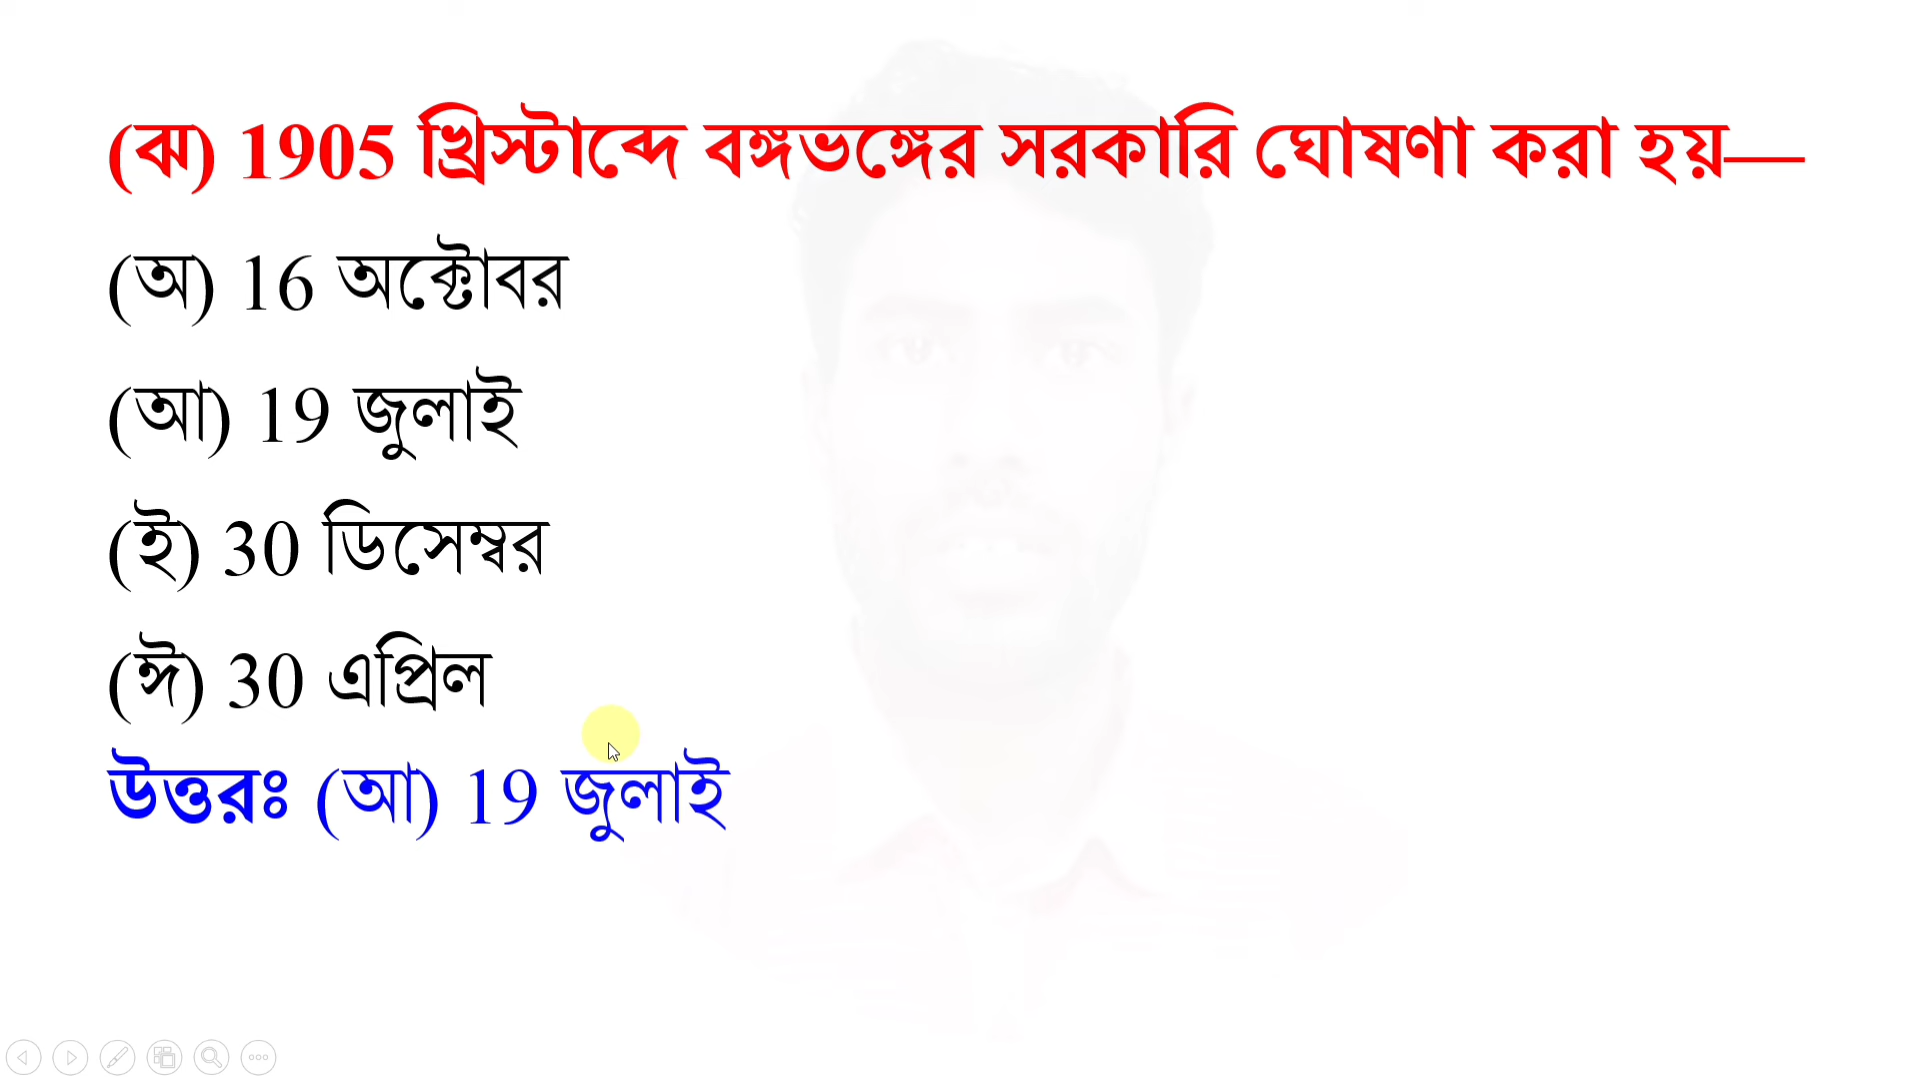 (ঝ) 1905 খ্রিস্টাব্দে বঙ্গভঙ্গের সরকারি ঘোষণা করা হয়—
(অ) 16 অক্টোবর
(আ) 19 জুলাই
(ই) 30 ডিসেম্বর
(ঈ) 30 এপ্রিল
উত্তরঃ (আ) 19 জুলাই